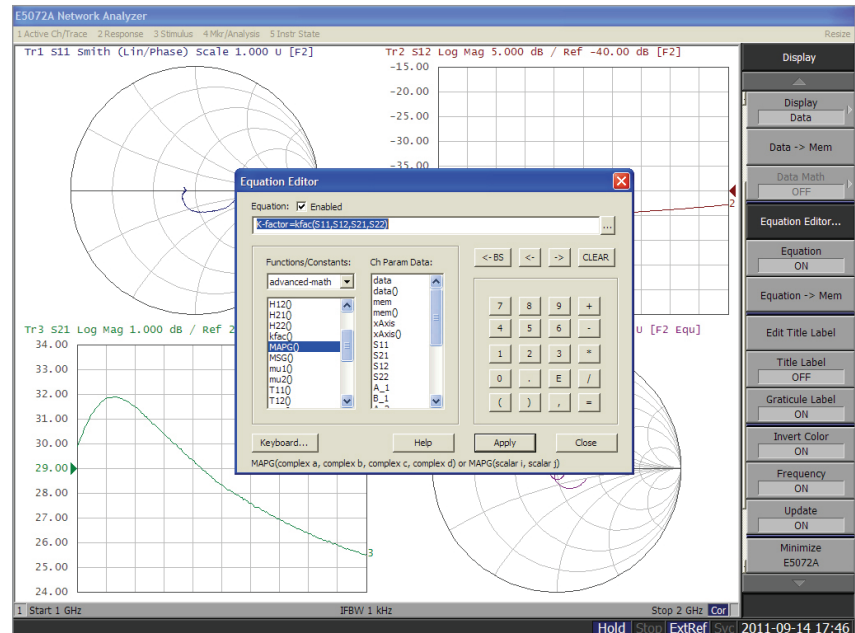 E5072A Network Analyzer
1 Active Ch/Trace 2 Response 3 Stimulus 4 Mkr/Analysis 5 Instr State
Resize
Tr1 S11 Smith (Lin/Phase) Scale 1.000 U [F2]
Tr2 S12 Log Mag 5.000 dB / Ref -40.00 dB [F2]
-15.00
-20.00
-25.00
-30.00
-35.00
2
Equation Editor
Equation: Enabled
K-factor=kfac(S11,S12,S21,S22)
...
Functions/Constants:
advanced-math
H12()
H21()
H22()
kfac()
MAPG()
MSG()
mu1()
mu2()
T11()
T12()
Ch Param Data:
data
data()
mem
mem()
xAxis
xAxis()
S11
S21
S12
S22
A_1
B_1
<-BS <- -> CLEAR
7 8 9 +
4 5 6 -
1 2 3 *
0 . E /
( ) , =
Keyboard... Help Apply Close
MAPG(complex a, complex b, complex c, complex d) or MAPG(scalar i, scalar j)
Tr3 S21 Log Mag 1.000 dB / Ref 2
34.00
33.00
32.00
31.00
30.00
29.00
28.00
27.00
26.00
25.00
24.00
3
U [F2 Equ]
1 Start 1 GHz
IFBW 1 kHz
Stop 2 GHz Cor
Display
Display
Data
Data -> Mem
Data Math
OFF
Equation Editor...
Equation
ON
Equation -> Mem
Edit Title Label
Title Label
OFF
Graticule Label
ON
Invert Color
ON
Frequency
ON
Update
ON
Minimize
E5072A
Hold Stop ExtRef Svc 2011-09-14 17:46